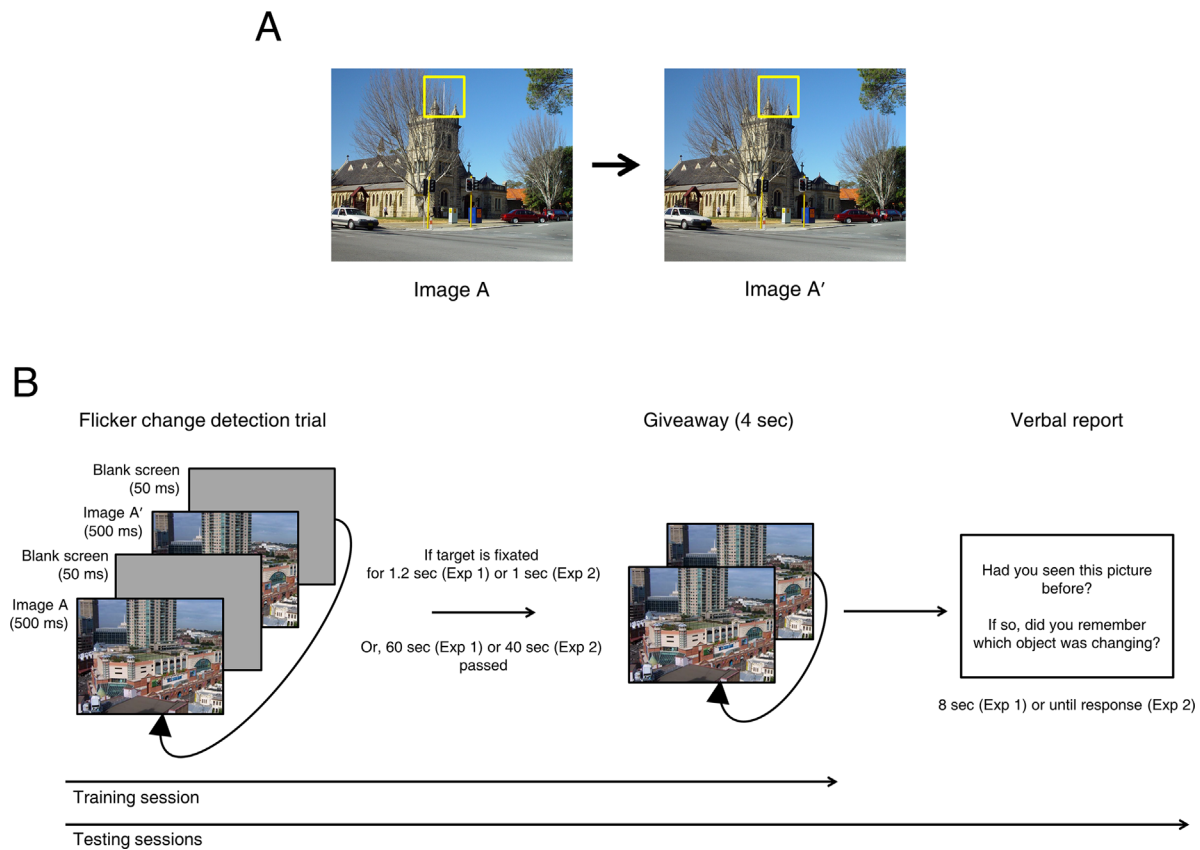 A
Image A
Image A′
B
Flicker change detection trial
Giveaway (4 sec)
Verbal report
Blank screen
(50 ms)
Image A′
(500 ms)
Blank screen
(50 ms)
Image A
(500 ms)
If target is fixated
for 1.2 sec (Exp 1) or 1 sec (Exp 2)
Or, 60 sec (Exp 1) or 40 sec (Exp 2)
passed
Had you seen this picture
before?
If so, did you remember
which object was changing?
8 sec (Exp 1) or until response (Exp 2)
Training session
Testing sessions